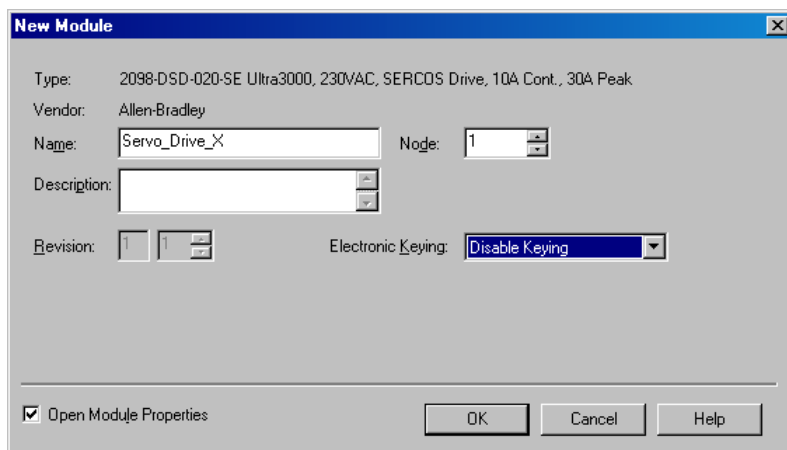 New Module
Type: 2098-DSD-020-SE Ultra3000, 230VAC, SERCOS Drive, 10A Cont., 30A Peak
Vendor: Allen-Bradley
Name: Servo_Drive_X Node: 1
Description:
Revision: 1 1 Electronic Keying: Disable Keying
Open Module Properties OK Cancel Help